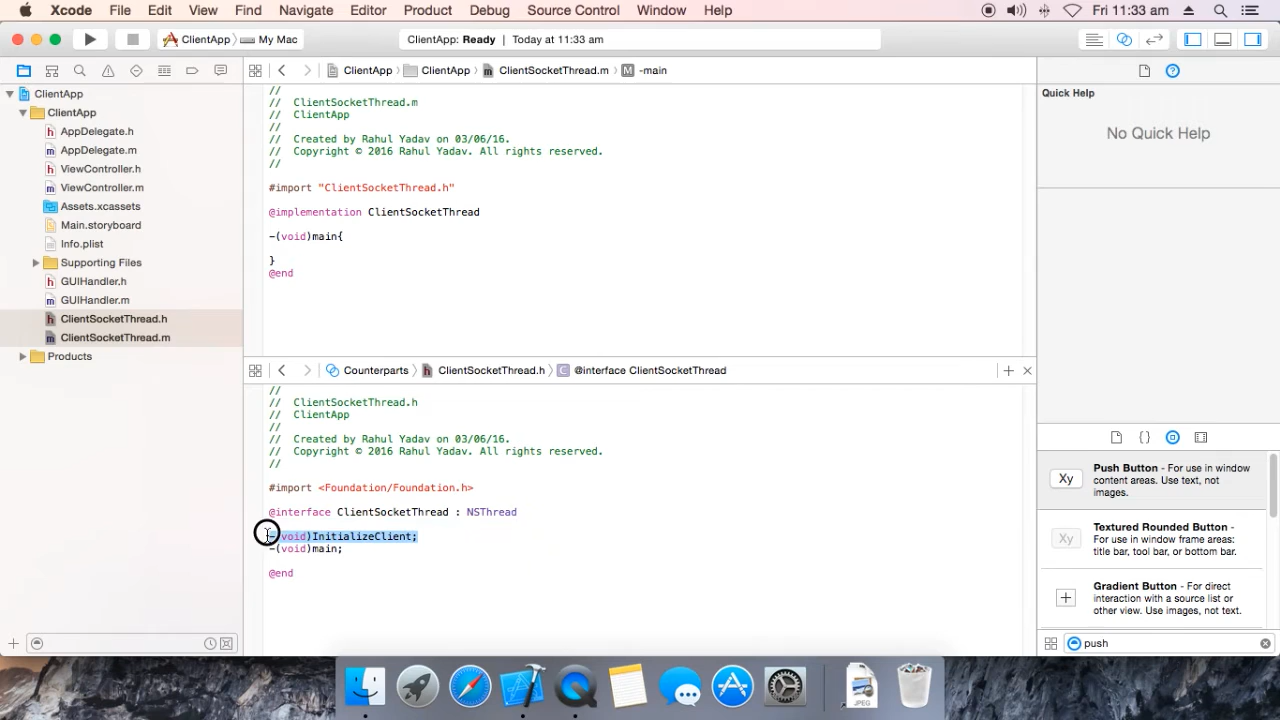 Xcode File Edit View Find Navigate Editor Product Debug Source Control Window Help Fri 11:33 am
ClientApp My Mac ClientApp: Ready | Today at 11:33 am
ClientApp ClientApp ClientSocketThread.m M -main
ClientApp
ClientApp
h AppDelegate.h
m AppDelegate.m
h ViewController.h
m ViewController.m
Assets.xcassets
Main.storyboard
Info.plist
Supporting Files
h GUIHandler.h
m GUIHandler.m
h ClientSocketThread.h
m ClientSocketThread.m
Products
//
// ClientSocketThread.m
// ClientApp
//
// Created by Rahul Yadav on 03/06/16.
// Copyright © 2016 Rahul Yadav. All rights reserved.
//
#import "ClientSocketThread.h"
@implementation ClientSocketThread
-(void)main{
}
@end
Counterparts h ClientSocketThread.h C @interface ClientSocketThread
//
// ClientSocketThread.h
// ClientApp
//
// Created by Rahul Yadav on 03/06/16.
// Copyright © 2016 Rahul Yadav. All rights reserved.
//
#import <Foundation/Foundation.h>
@interface ClientSocketThread : NSThread
-(void)InitializeClient;
-(void)main;
@end
Quick Help
No Quick Help
Xy
Push Button - For use in window
content areas. Use text, not
images.
Xy
Textured Rounded Button -
For use in window frame areas:
title bar, tool bar, or bottom bar.
Gradient Button - For direct
interaction with a source list or
other view. Use images, not text.
push
JPEG